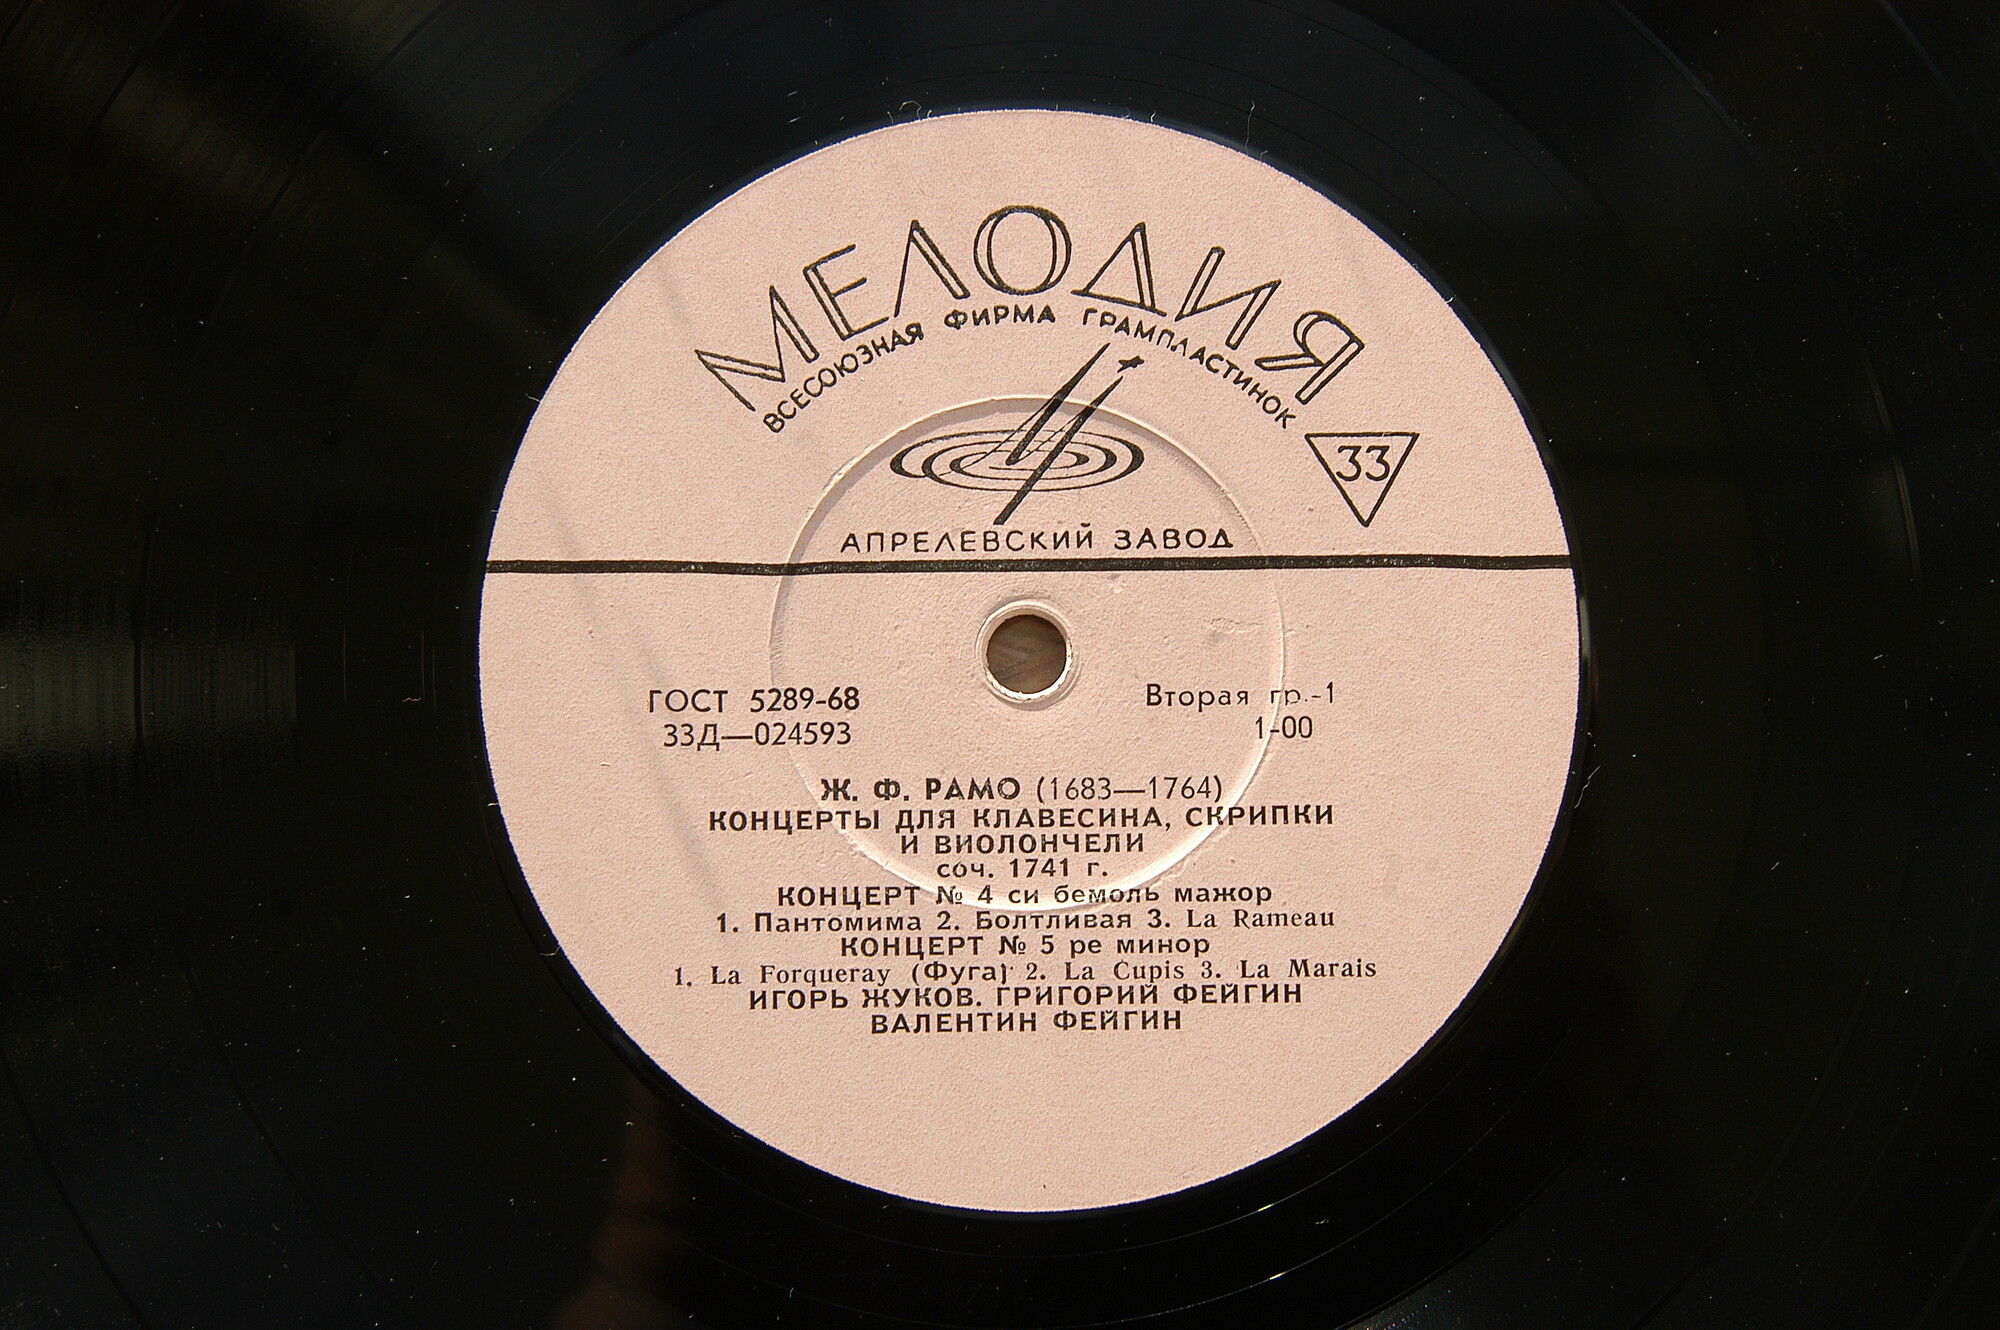 МЕЛОДИЯ
ВСЕСОЮЗНАЯ ФИРМА ГРАМПЛАСТИНОК
33
АПРЕЛЕВСКИЙ ЗАВОД
ГОСТ 5289-68
Вторая гр.-1
33Д—024593
1-00
Ж. Ф. РАМО (1683—1764)
КОНЦЕРТЫ ДЛЯ КЛАВЕСИНА, СКРИПКИ
И ВИОЛОНЧЕЛИ
соч. 1741 г.
КОНЦЕРТ № 4 си бемоль мажор
1. Пантомима 2. Болтливая 3. La Rameau
КОНЦЕРТ № 5 ре минор
1. La Forqueray (Фуга) 2. La Cupis 3. La Marais
ИГОРЬ ЖУКОВ. ГРИГОРИЙ ФЕЙГИН
ВАЛЕНТИН ФЕЙГИН